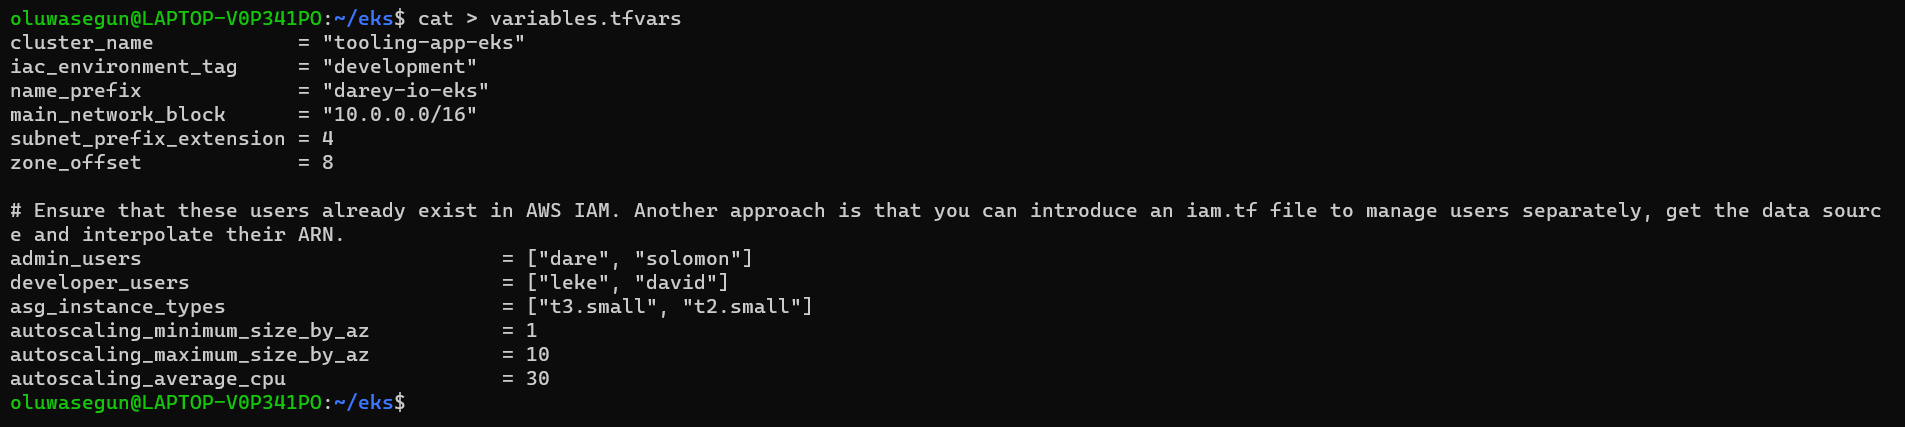 oluwasegun@LAPTOP-V0P341PO:~/eks$ cat > variables.tfvars
cluster_name            = "tooling-app-eks"
iac_environment_tag     = "development"
name_prefix             = "darey-io-eks"
main_network_block      = "10.0.0.0/16"
subnet_prefix_extension = 4
zone_offset             = 8

# Ensure that these users already exist in AWS IAM. Another approach is that you can introduce an iam.tf file to manage users separately, get the data sourc
e and interpolate their ARN.
admin_users                              = ["dare", "solomon"]
developer_users                          = ["leke", "david"]
asg_instance_types                       = ["t3.small", "t2.small"]
autoscaling_minimum_size_by_az           = 1
autoscaling_maximum_size_by_az           = 10
autoscaling_average_cpu                  = 30
oluwasegun@LAPTOP-V0P341PO:~/eks$